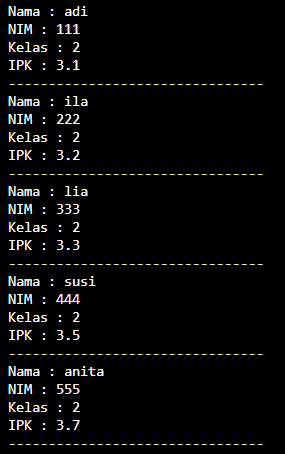 Nama : adi
NIM : 111
Kelas : 2
IPK : 3.1
--------------------------------
Nama : ila
NIM : 222
Kelas : 2
IPK : 3.2
--------------------------------
Nama : lia
NIM : 333
Kelas : 2
IPK : 3.3
--------------------------------
Nama : susi
NIM : 444
Kelas : 2
IPK : 3.5
--------------------------------
Nama : anita
NIM : 555
Kelas : 2
IPK : 3.7
--------------------------------